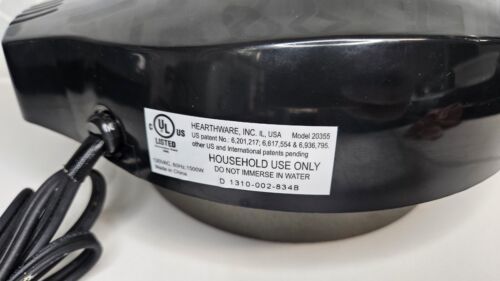 HEARTHWARE, INC. IL, USA Model 20355
US patent No.: 6,201,217; 6,617,554 & 6,936,795.
other US and international patents pending
C UL US
LISTED
120VAC, 60Hz, 1500W
Made in China
HOUSEHOLD USE ONLY
DO NOT IMMERSE IN WATER
D 1310-002-834B